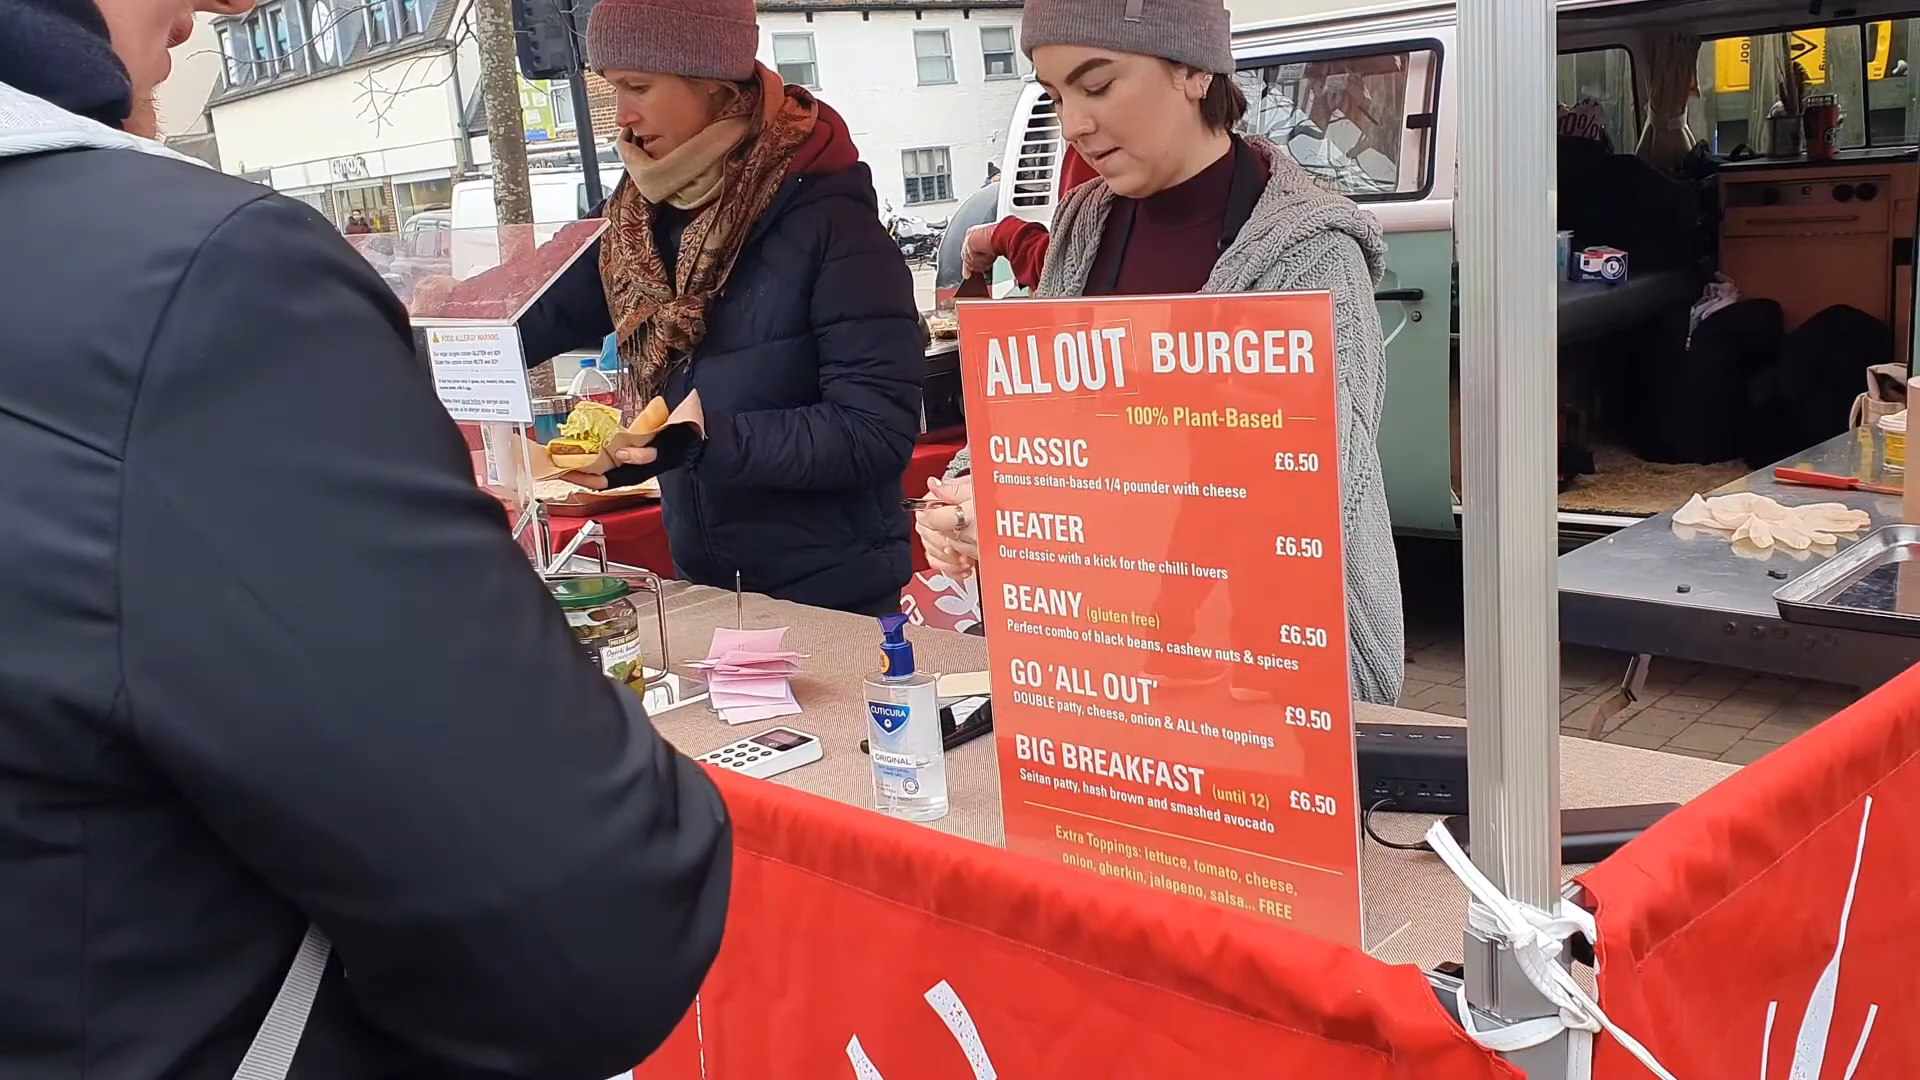 ALL OUT BURGER
100% Plant-Based
CLASSIC £6.50
Famous seitan-based 1/4 pounder with cheese
HEATER £6.50
Our classic with a kick for the chilli lovers
BEANY (gluten free) £6.50
Perfect combo of black beans, cashew nuts & spices
GO 'ALL OUT' £9.50
DOUBLE patty, cheese, onion & ALL the toppings
BIG BREAKFAST (until 12) £6.50
Seitan patty, hash brown and smashed avocado
Extra Toppings: lettuce, tomato, cheese,
onion, gherkin, jalapeno, salsa... FREE
FOOD ALLERGY WARNING
CUTICURA
ORIGINAL